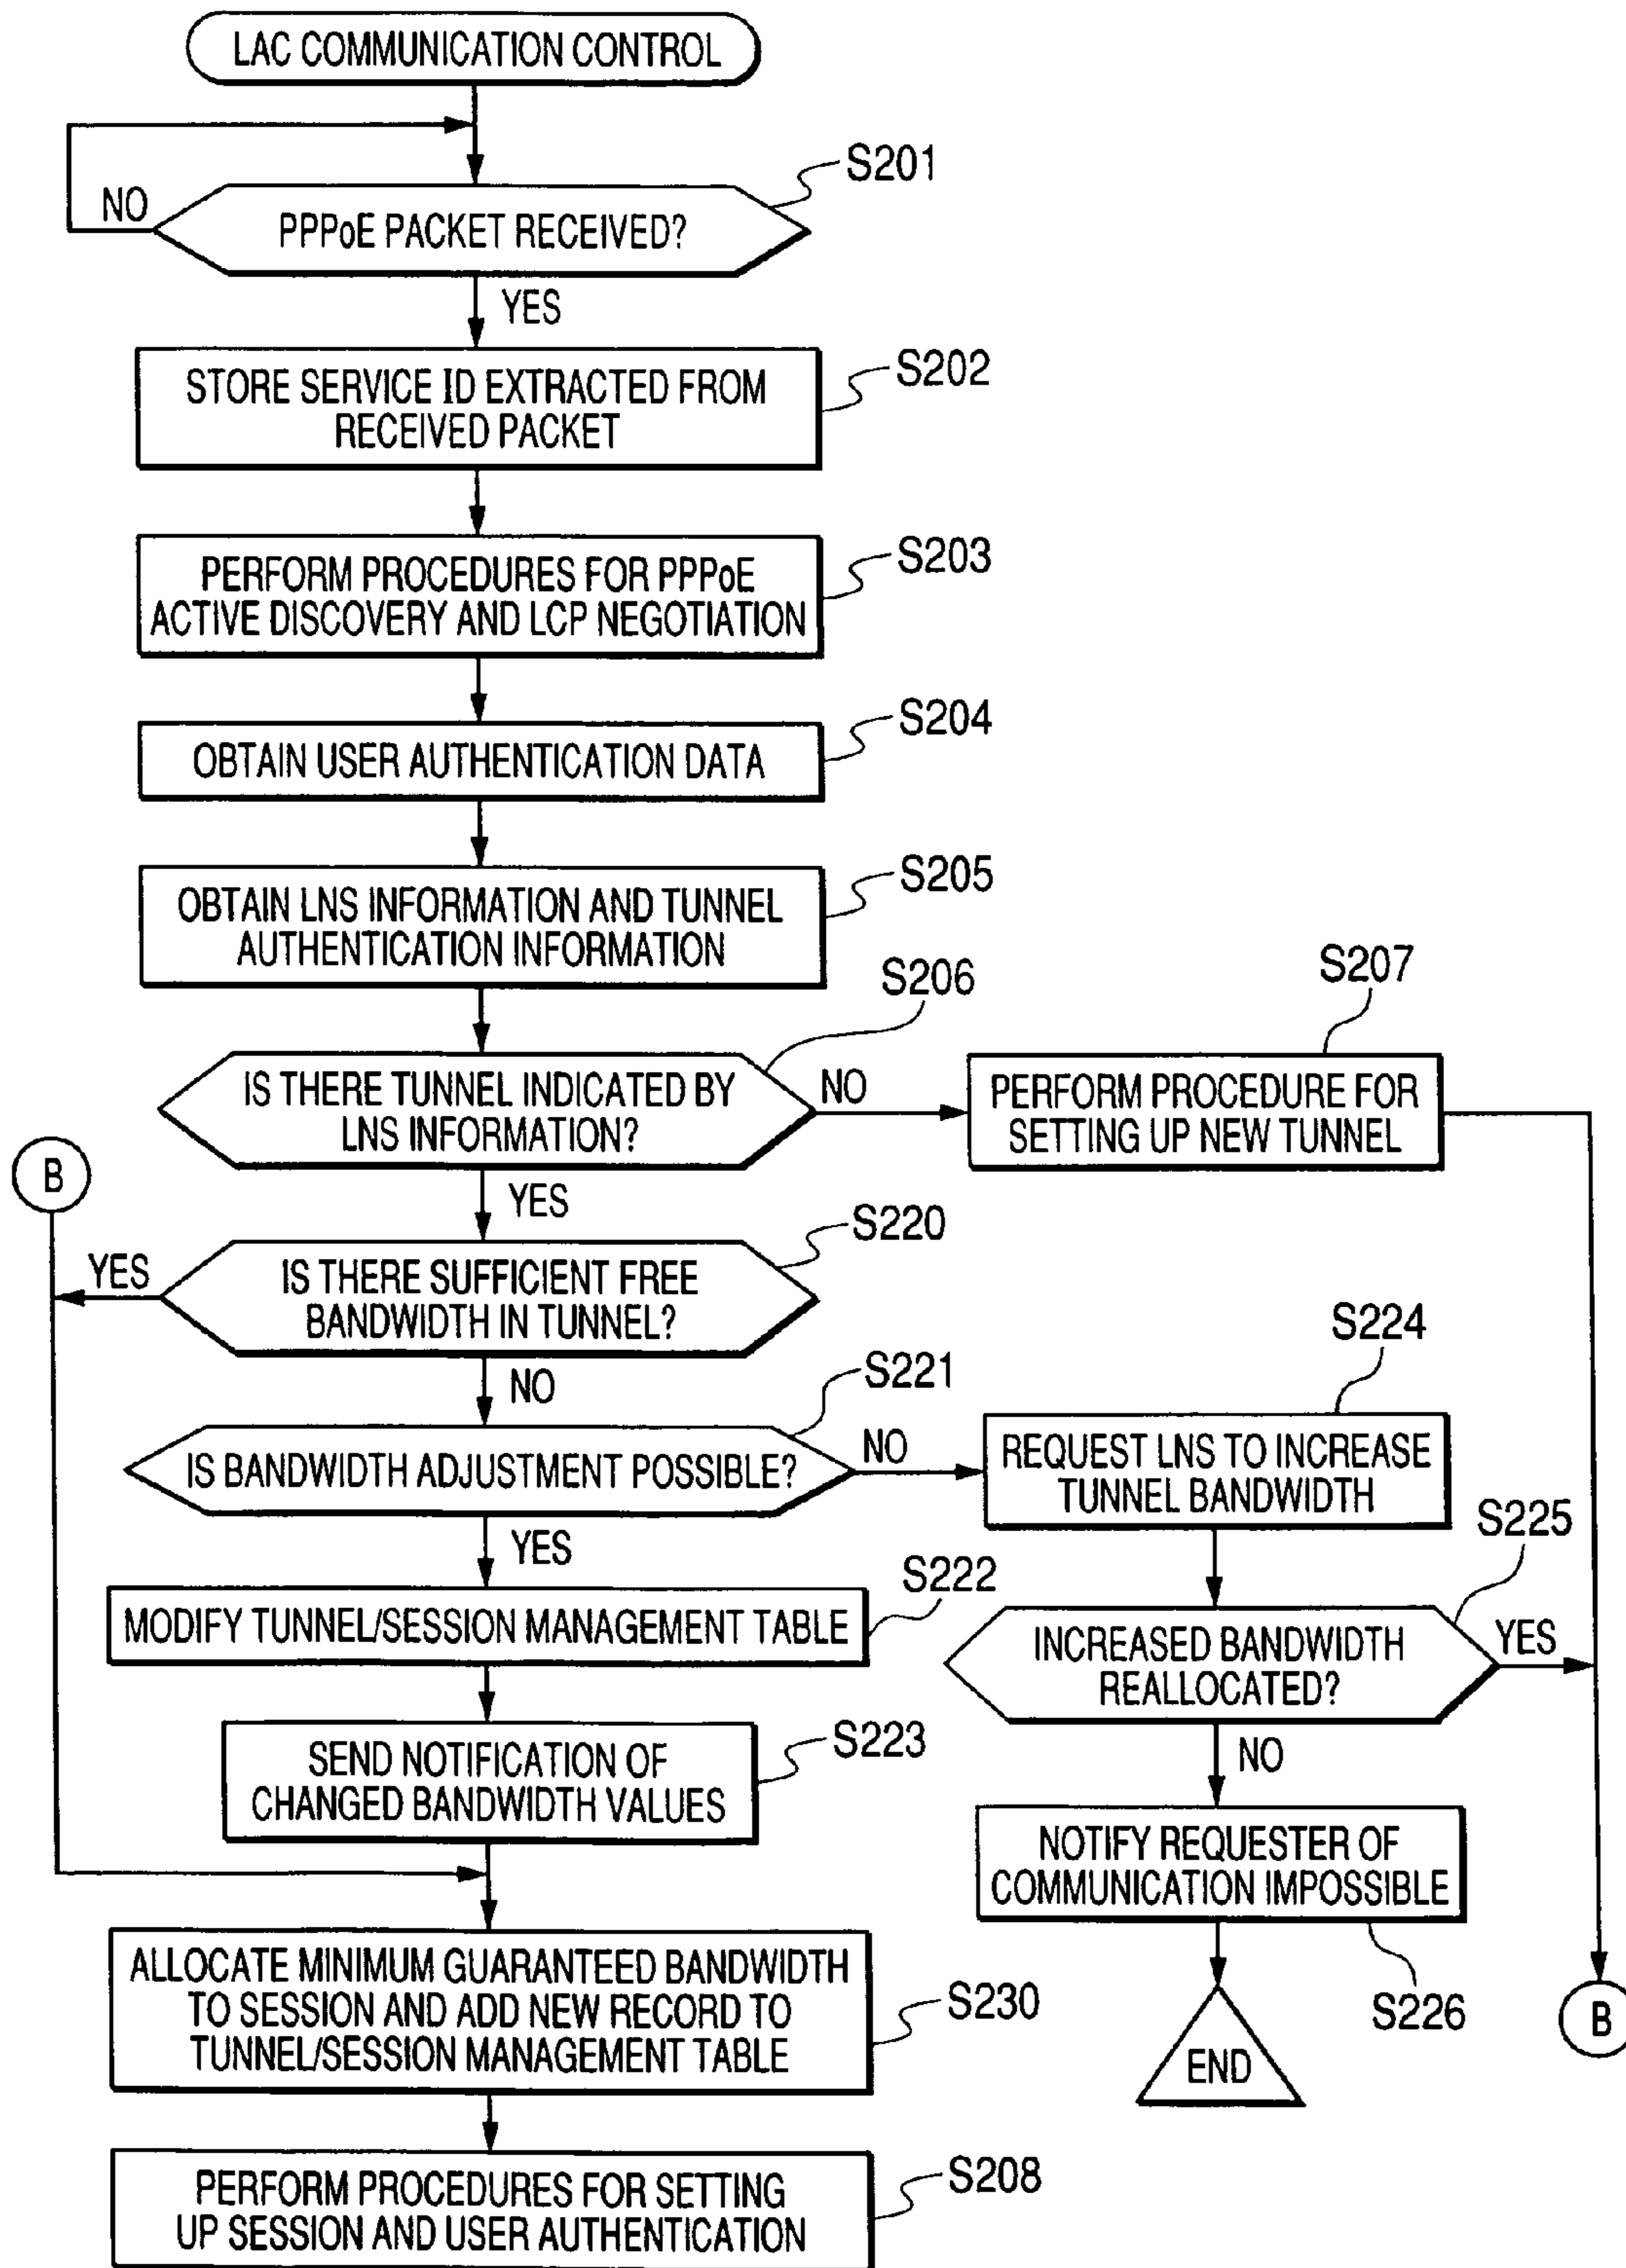 LAC COMMUNICATION CONTROL
S201
NO
PPPoE PACKET RECEIVED?
YES
S202
STORE SERVICE ID EXTRACTED FROM
RECEIVED PACKET
S203
PERFORM PROCEDURES FOR PPPoE
ACTIVE DISCOVERY AND LCP NEGOTIATION
S204
OBTAIN USER AUTHENTICATION DATA
S205
OBTAIN LNS INFORMATION AND TUNNEL
AUTHENTICATION INFORMATION
S206
S207
IS THERE TUNNEL INDICATED BY
LNS INFORMATION?
NO
PERFORM PROCEDURE FOR
SETTING UP NEW TUNNEL
B
YES
S220
YES
IS THERE SUFFICIENT FREE
BANDWIDTH IN TUNNEL?
NO
S221
S224
IS BANDWIDTH ADJUSTMENT POSSIBLE?
NO
REQUEST LNS TO INCREASE
TUNNEL BANDWIDTH
YES
S225
S222
MODIFY TUNNEL/SESSION MANAGEMENT TABLE
INCREASED BANDWIDTH
REALLOCATED?
YES
S223
SEND NOTIFICATION OF
CHANGED BANDWIDTH VALUES
NO
NOTIFY REQUESTER OF
COMMUNICATION IMPOSSIBLE
S226
ALLOCATE MINIMUM GUARANTEED BANDWIDTH
TO SESSION AND ADD NEW RECORD TO
TUNNEL/SESSION MANAGEMENT TABLE
S230
END
B
S208
PERFORM PROCEDURES FOR SETTING
UP SESSION AND USER AUTHENTICATION